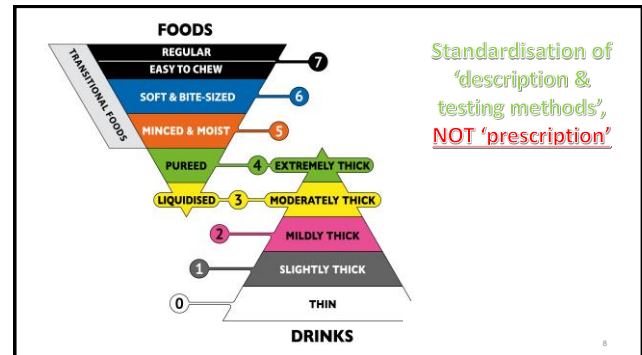 FOODS
TRANSITIONAL FOODS
REGULAR
EASY TO CHEW
7
SOFT & BITE-SIZED
6
MINCED & MOIST
5
PUREED
4
EXTREMELY THICK
LIQUIDISED
3
MODERATELY THICK
2
MILDLY THICK
1
SLIGHTLY THICK
0
THIN
DRINKS
Standardisation of
‘description &
testing methods’,
NOT ‘prescription’
8